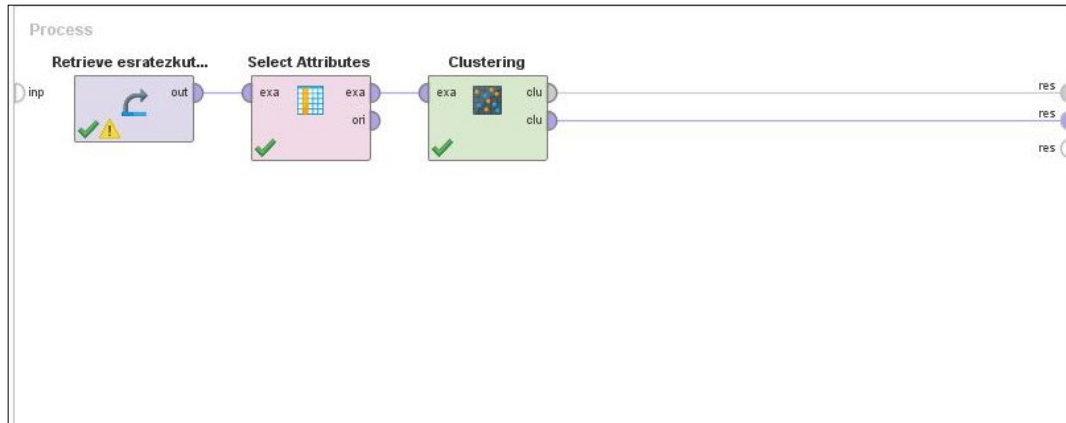 Process
Retrieve esratezkut...
Select Attributes
Clustering
inp
out
exa
exa
ori
exa
clu
clu
res
res
res